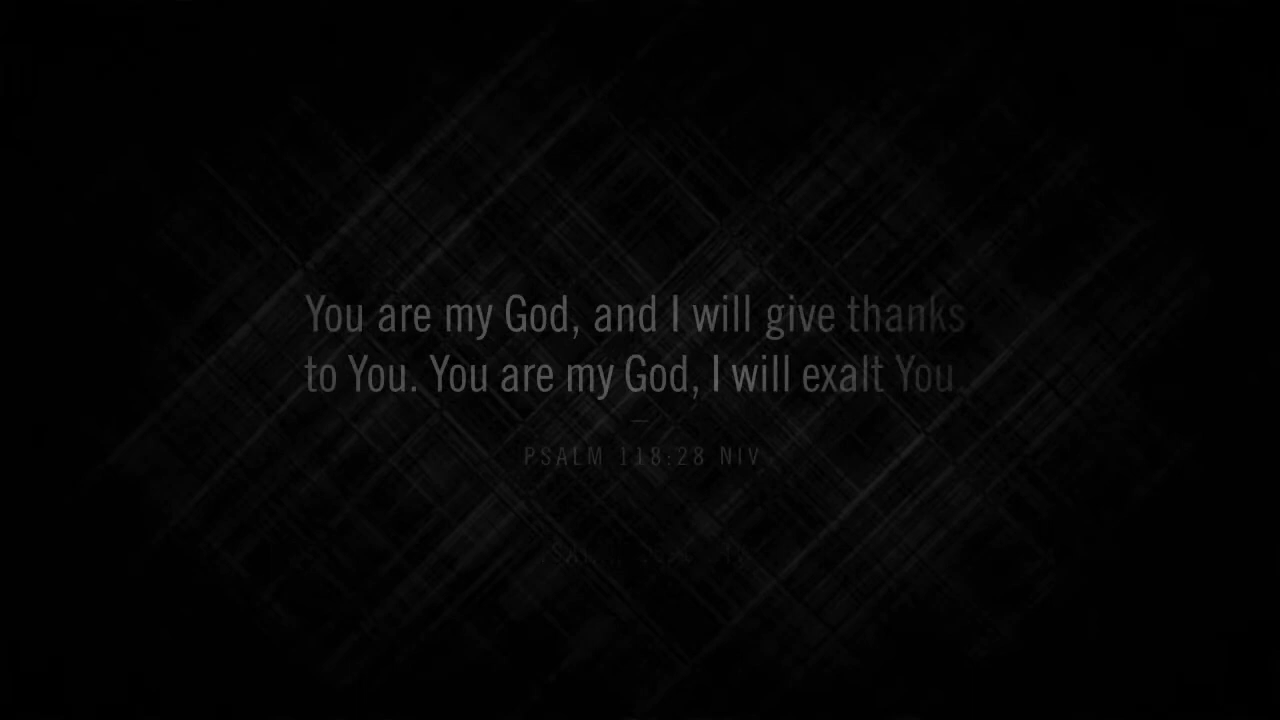 You are my God, and I will give thanks
to You. You are my God, I will exalt You.
PSALM 118:28 NIV